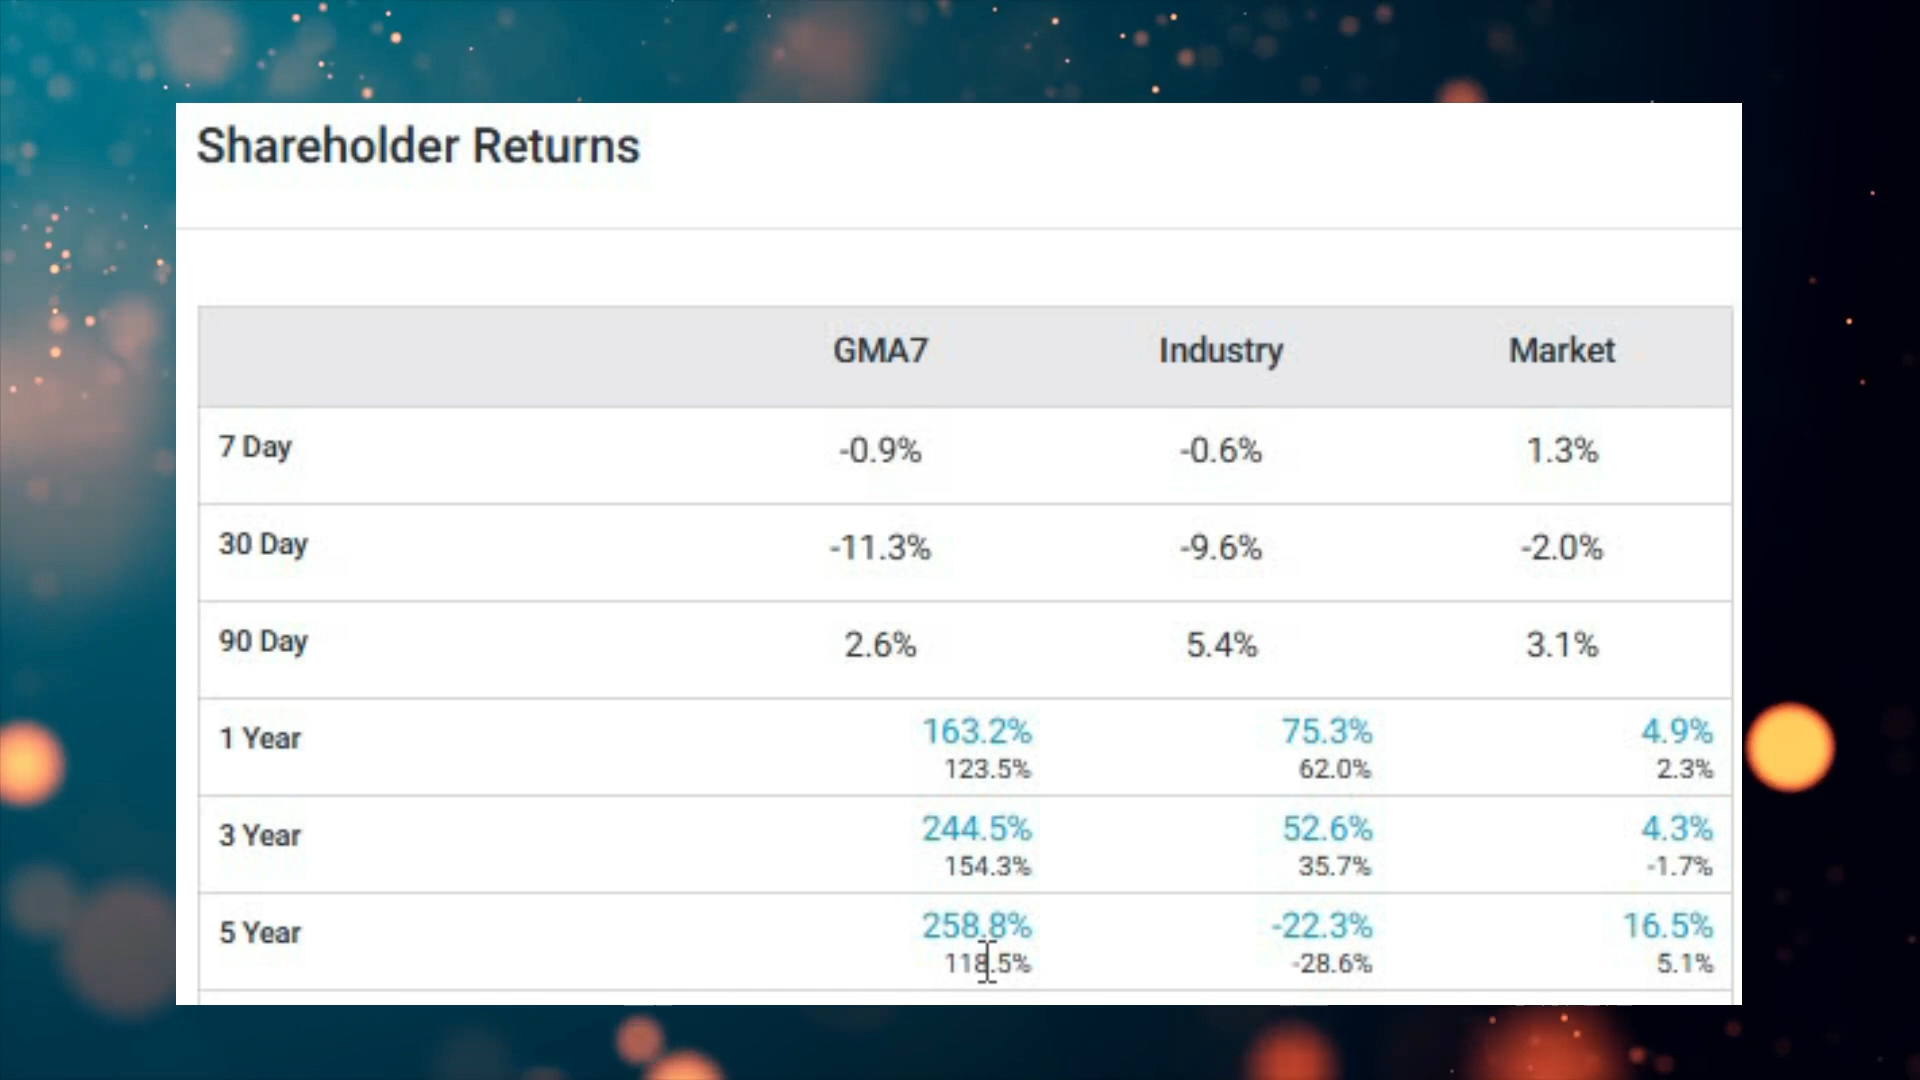 Shareholder Returns
GMA7 Industry Market
7 Day -0.9% -0.6% 1.3%
30 Day -11.3% -9.6% -2.0%
90 Day 2.6% 5.4% 3.1%
1 Year 163.2% 75.3% 4.9%
123.5% 62.0% 2.3%
3 Year 244.5% 52.6% 4.3%
154.3% 35.7% -1.7%
5 Year 258.8% -22.3% 16.5%
118.5% -28.6% 5.1%